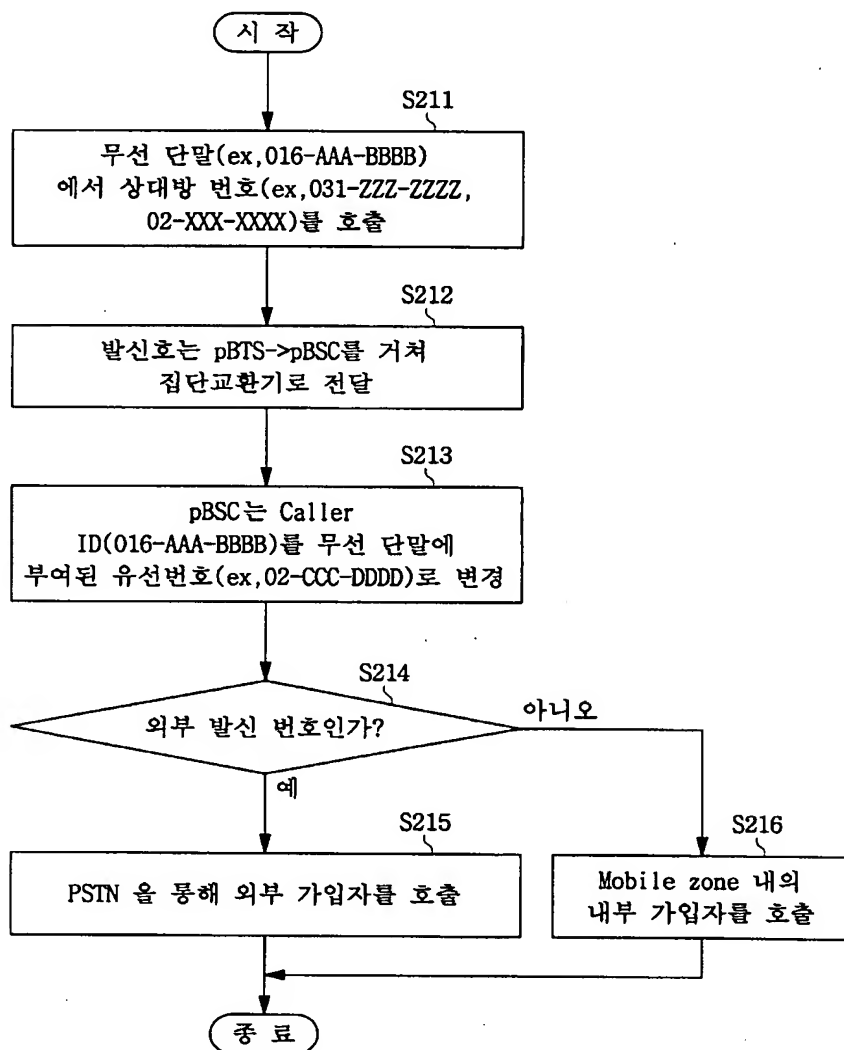 시 작
S211
무선 단말(ex,016-AAA-BBBB)
에서 상대방 번호(ex,031-ZZZ-ZZZZ,
02-XXX-XXXX)를 호출
S212
발신호는 pBTS->pBSC를 거쳐
집단교환기로 전달
S213
pBSC는 Caller
ID(016-AAA-BBBB)를 무선 단말에
부여된 유선번호(ex,02-CCC-DDDD)로 변경
S214
외부 발신 번호인가?
아니오
예
S215
PSTN 을 통해 외부 가입자를 호출
S216
Mobile zone 내의
내부 가입자를 호출
종 료